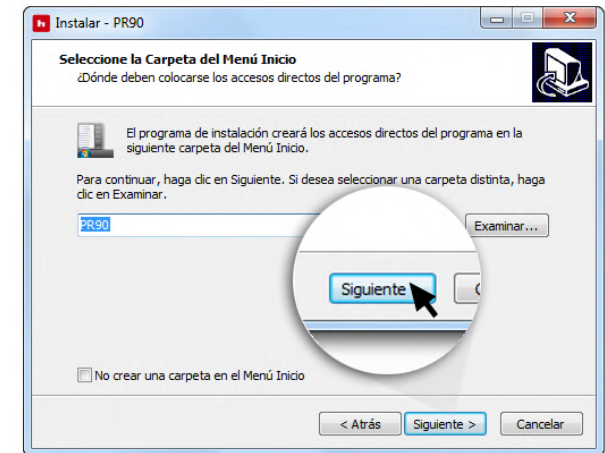 Instalar - PR90
Seleccione la Carpeta del Menú Inicio
¿Dónde deben colocarse los accesos directos del programa?
El programa de instalación creará los accesos directos del programa en la
siguiente carpeta del Menú Inicio.
Para continuar, haga clic en Siguiente. Si desea seleccionar una carpeta distinta, haga
clic en Examinar.
PR90
Examinar...
Siguiente
No crear una carpeta en el Menú Inicio
< Atrás
Siguiente >
Cancelar